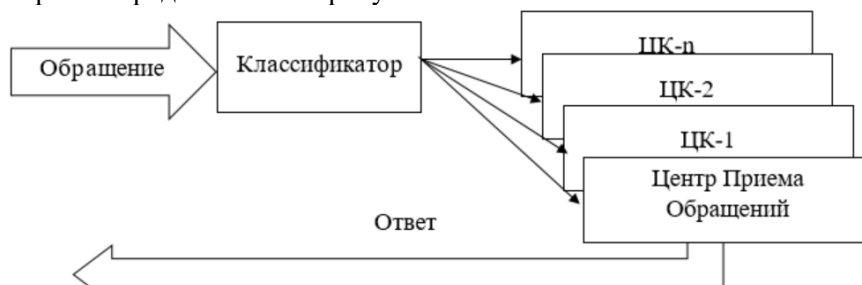 ЦК-n
Обращение
Классификатор
ЦК-2
ЦК-1
Центр Приема
Обращений
Ответ